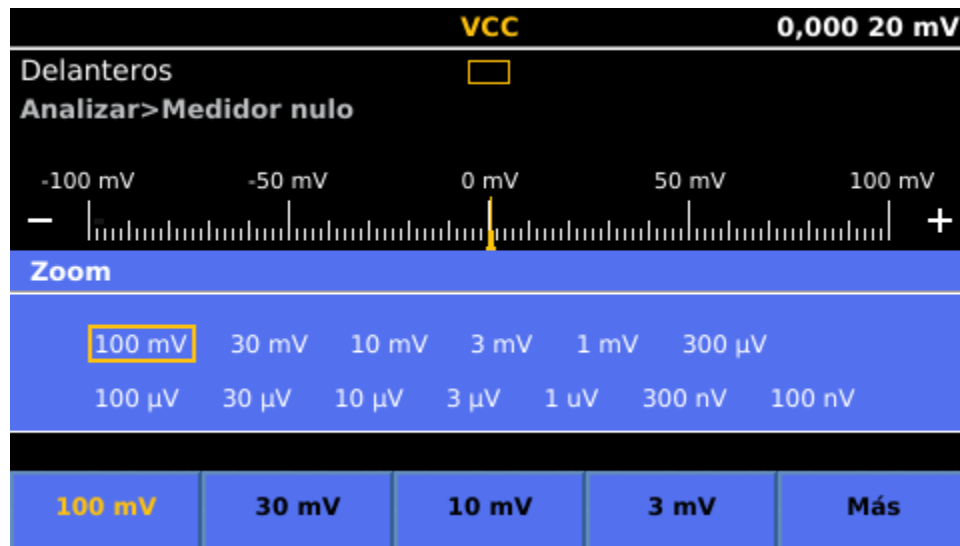 VCC 0,000 20 mV
Delanteros
Analizar>Medidor nulo
-100 mV -50 mV 0 mV 50 mV 100 mV
− +
Zoom
100 mV 30 mV 10 mV 3 mV 1 mV 300 µV
100 µV 30 µV 10 µV 3 µV 1 uV 300 nV 100 nV
100 mV 30 mV 10 mV 3 mV Más